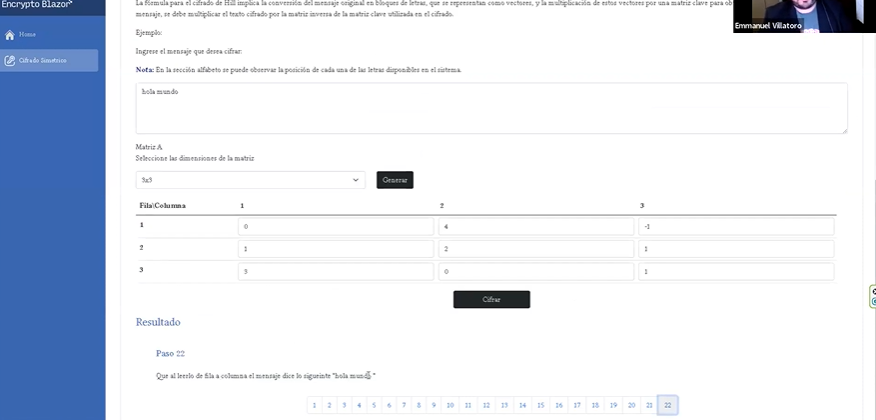 Encrypto Blazor
La fórmula para el cifrado de Hill implica la conversión del mensaje original en bloques de letras, que se representan como vectores, y la multiplicación de estos vectores por una matriz clave para ob
Emmanuel Villatoro
mensaje, se debe multiplicar el texto cifrado por la matriz inversa de la matriz clave utilizada en el cifrado.
Home
Ejemplo:
Ingrese el mensaje que desea cifrar:
Cifrado Simetrico
Nota: En la sección alfabeto se puede observar la posición de cada una de las letras disponibles en el sistema.
hola mundo
Matriz A
Seleccione las dimensiones de la matriz
3x3
Generar
Fila\Columna 1 2 3
1 0 4 -1
2 1 2 1
3 3 0 1
Cifrar
Resultado
Paso 22
Que al leerlo de fila a columna el mensaje dice lo sigueinte "hola mundo."
1 2 3 4 5 6 7 8 9 10 11 12 13 14 15 16 17 18 19 20 21 22